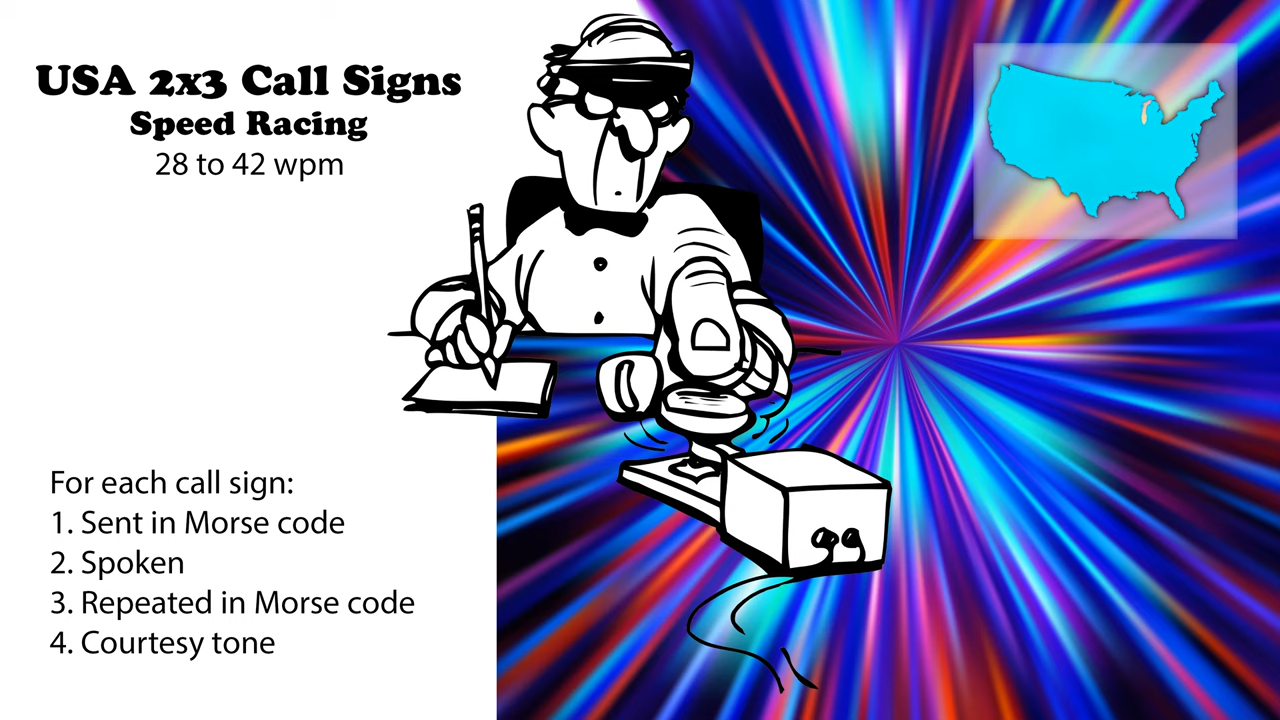 USA 2x3 Call Signs
Speed Racing
28 to 42 wpm
For each call sign:
1. Sent in Morse code
2. Spoken
3. Repeated in Morse code
4. Courtesy tone